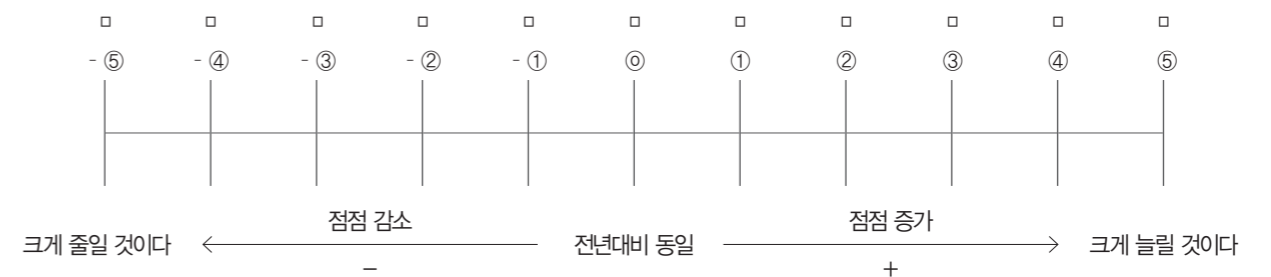 □ □ □ □ □ □ □ □ □ □ □
- ⑤ - ④ - ③ - ② - ① ⓞ ① ② ③ ④ ⑤
점점 감소 점점 증가
크게 줄일 것이다 전년대비 동일 크게 늘릴 것이다
− +